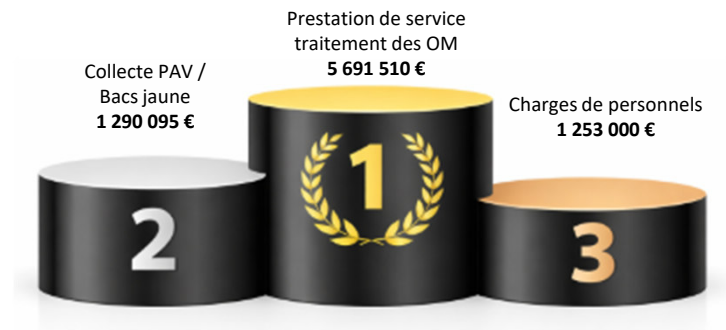 Prestation de service
traitement des OM
5 691 510 €
Collecte PAV /
Bacs jaune
1 290 095 €
Charges de personnels
1 253 000 €
1
2
3